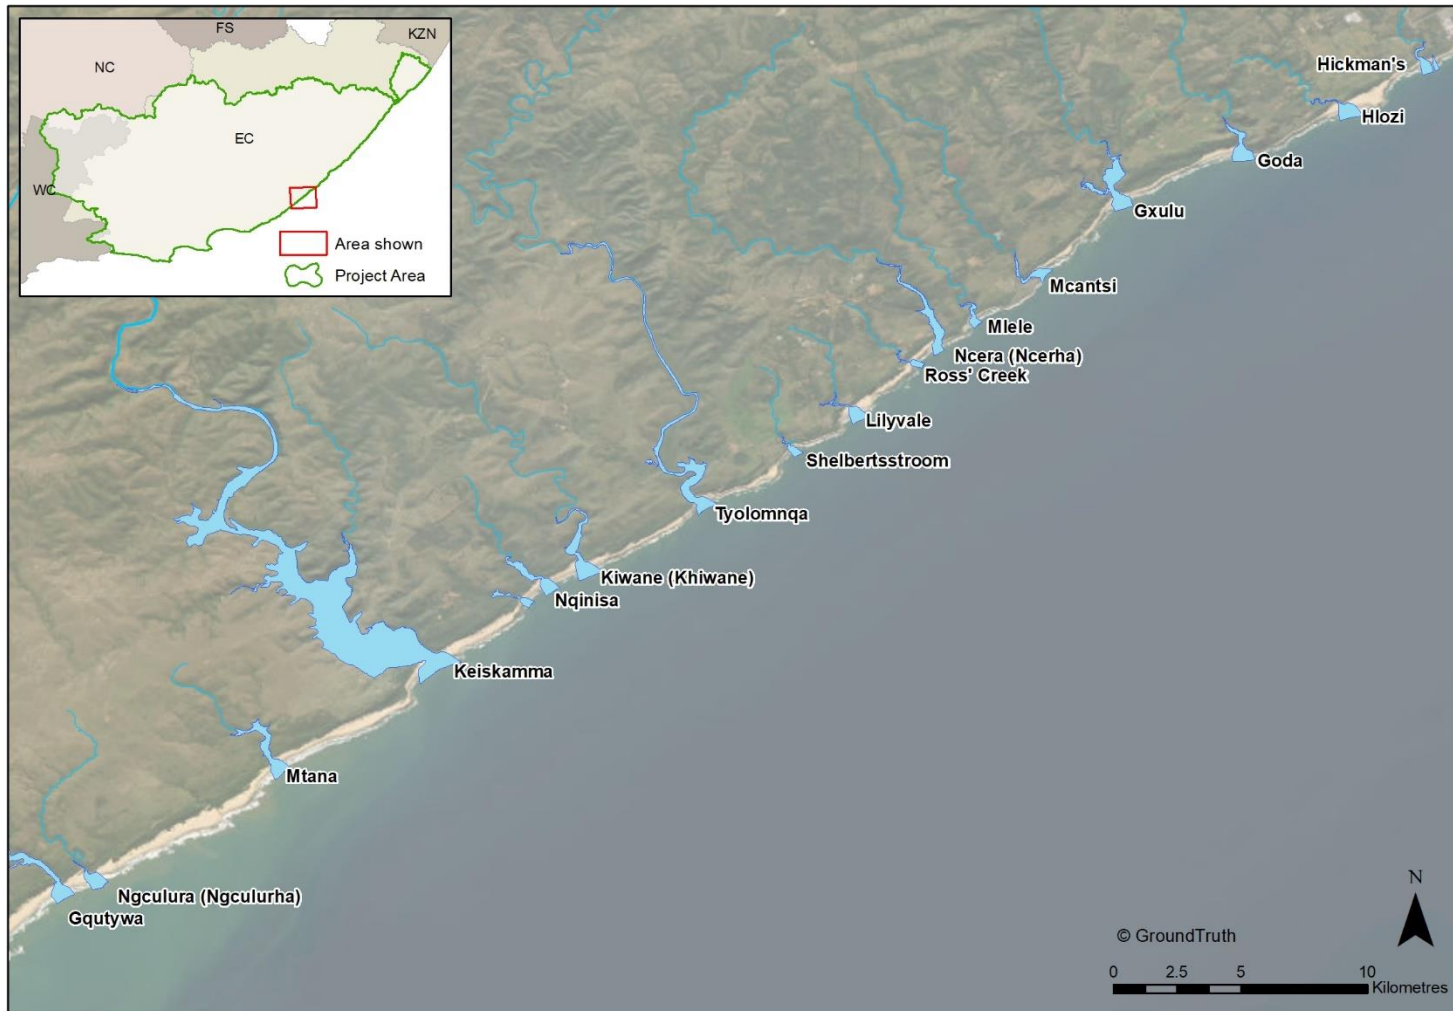 FS
KZN
NC
EC
WC
Area shown
Project Area
Hickman's
Hlozi
Goda
Gxulu
Mcantsi
Mlele
Ncera (Ncerha)
Ross' Creek
Lilyvale
Shelbertsstroom
Tyolomnqa
Kiwane (Khiwane)
Nqinisa
Keiskamma
Mtana
Ngculura (Ngculurha)
Gqutywa
N
© GroundTruth
0 2.5 5 10
Kilometres